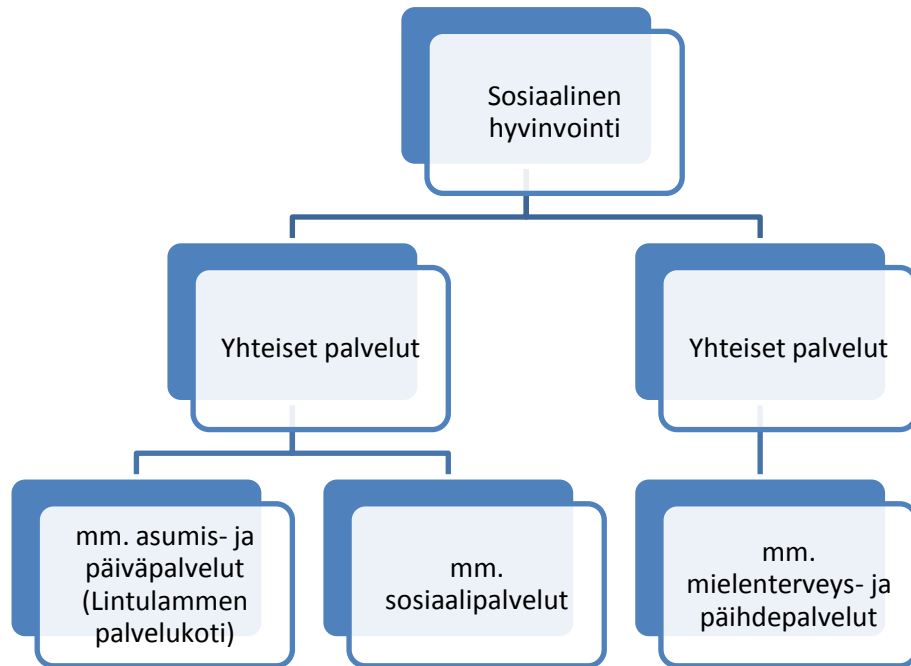 Sosiaalinen
hyvinvointi
Yhteiset palvelut
Yhteiset palvelut
mm. asumis- ja
päiväpalvelut
(Lintulammen
palvelukoti)
mm.
sosiaalipalvelut
mm.
mielenterveys- ja
päihdepalvelut